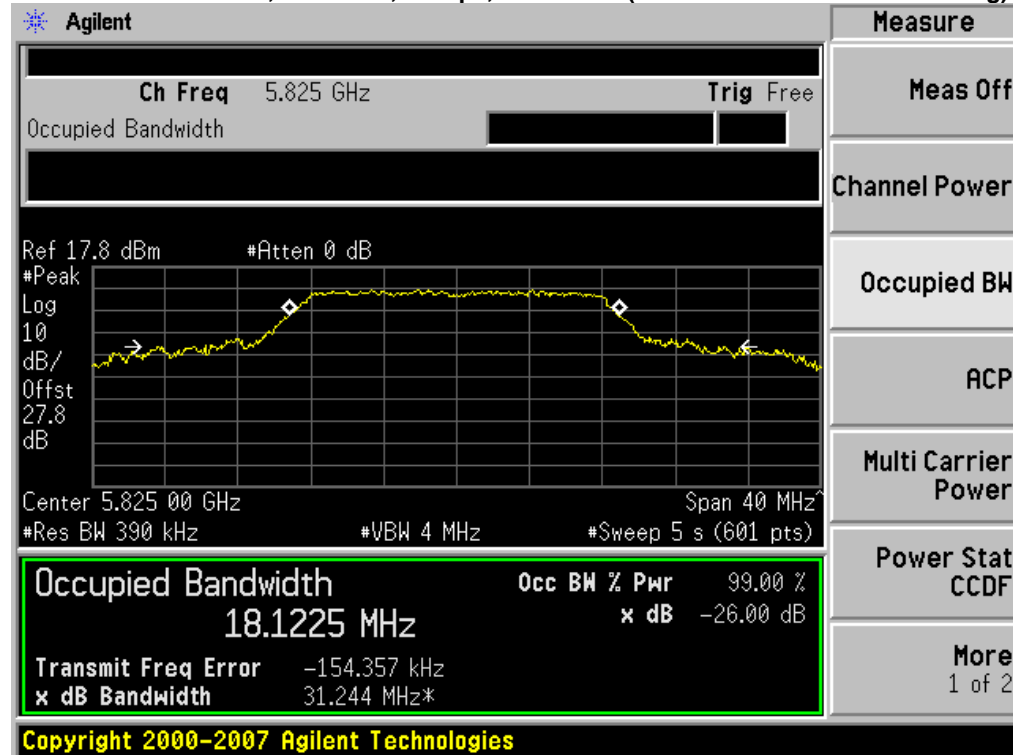 Agilent
Measure
Ch Freq 5.825 GHz Trig Free
Occupied Bandwidth
Ref 17.8 dBm #Atten 0 dB
#Peak
Log
10
dB/
Offst
27.8
dB
Center 5.825 00 GHz Span 40 MHz^
#Res BW 390 kHz #VBW 4 MHz #Sweep 5 s (601 pts)
Occupied Bandwidth Occ BW % Pwr 99.00 %
18.1225 MHz x dB -26.00 dB
Transmit Freq Error -154.357 kHz
x dB Bandwidth 31.244 MHz*
Meas Off
Channel Power
Occupied BW
ACP
Multi Carrier
Power
Power Stat
CCDF
More
1 of 2
Copyright 2000-2007 Agilent Technologies